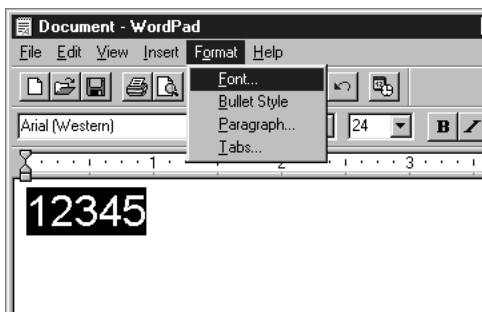 Document - WordPad
File Edit View Insert Format Help
Font...
Bullet Style
Paragraph...
Tabs...
Arial (Western) 24 B I
1 2 3
12345